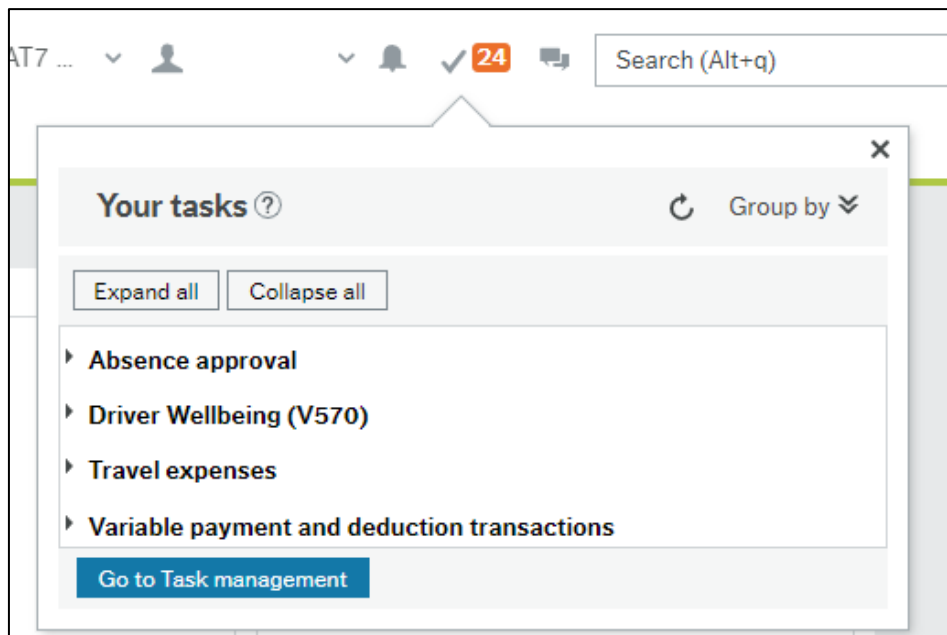 AT7 ... 24 Search (Alt+q)
Your tasks ? Group by
Expand all Collapse all
Absence approval
Driver Wellbeing (V570)
Travel expenses
Variable payment and deduction transactions
Go to Task management